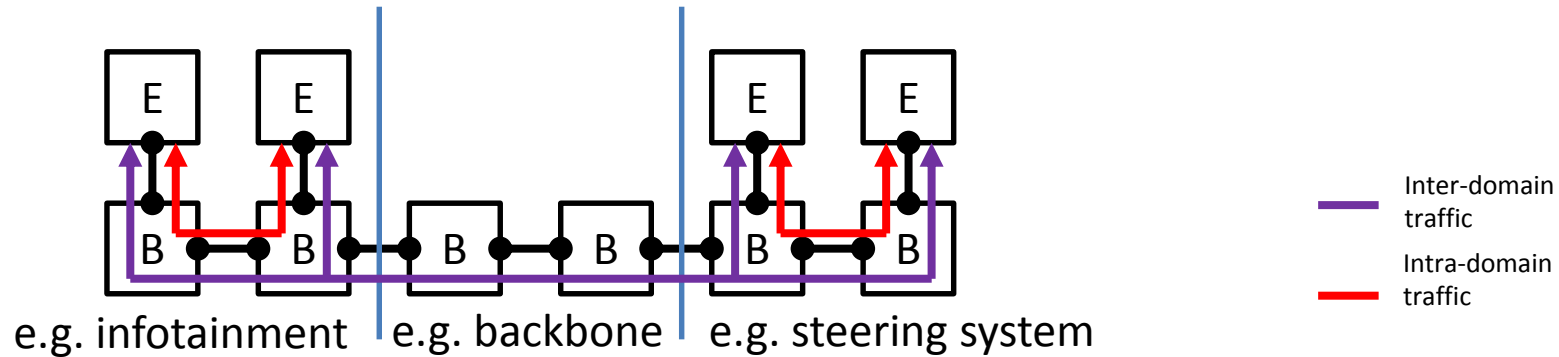 E E E E
B B B B B B
e.g. infotainment e.g. backbone e.g. steering system
Inter-domain
traffic
Intra-domain
traffic